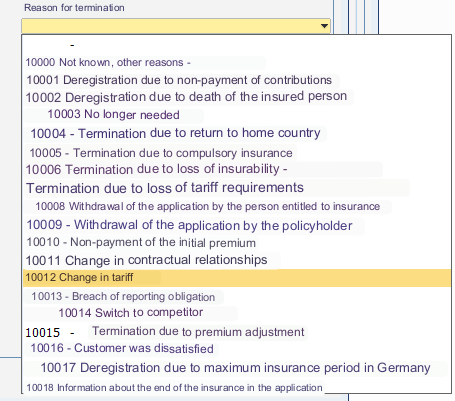 Reason for termination
-
10000 Not known, other reasons -
10001 Deregistration due to non-payment of contributions
10002 Deregistration due to death of the insured person
10003 No longer needed
10004 - Termination due to return to home country
10005 - Termination due to compulsory insurance
10006 Termination due to loss of insurability -
Termination due to loss of tariff requirements
10008 Withdrawal of the application by the person entitled to insurance
10009 - Withdrawal of the application by the policyholder
10010 - Non-payment of the initial premium
10011 Change in contractual relationships
10012 Change in tariff
10013 - Breach of reporting obligation
10014 Switch to competitor
10015 - Termination due to premium adjustment
10016 - Customer was dissatisfied
10017 Deregistration due to maximum insurance period in Germany
10018 Information about the end of the insurance in the application